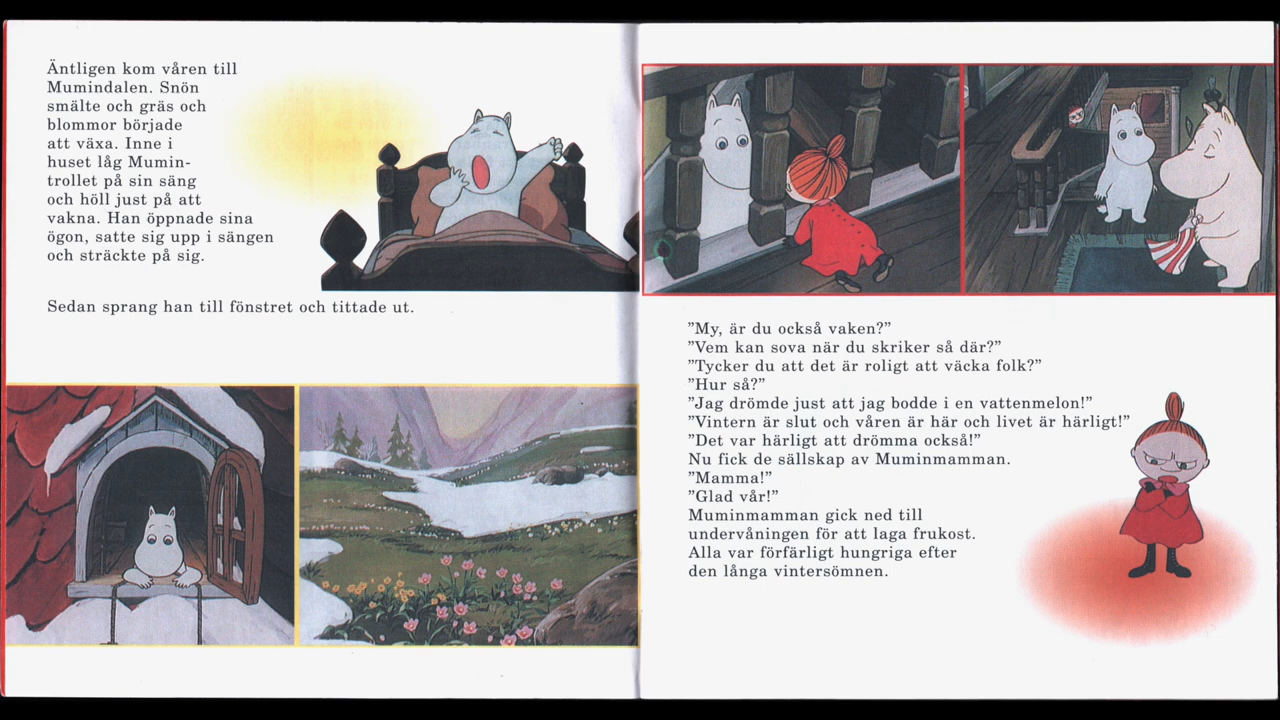 Äntligen kom våren till
Mumindalen. Snön
smälte och gräs och
blommor började
att växa. Inne i
huset låg Mumin-
trollet på sin säng
och höll just på att
vakna. Han öppnade sina
ögon, satte sig upp i sängen
och sträckte på sig.
Sedan sprang han till fönstret och tittade ut.
”My, är du också vaken?”
”Vem kan sova när du skriker så där?”
”Tycker du att det är roligt att väcka folk?”
”Hur så?”
”Jag drömde just att jag bodde i en vattenmelon!”
”Vintern är slut och våren är här och livet är härligt!”
”Det var härligt att drömma också!”
Nu fick de sällskap av Muminmamman.
”Mamma!”
”Glad vår!”
Muminmamman gick ned till
undervåningen för att laga frukost.
Alla var förfärligt hungriga efter
den långa vintersömnen.